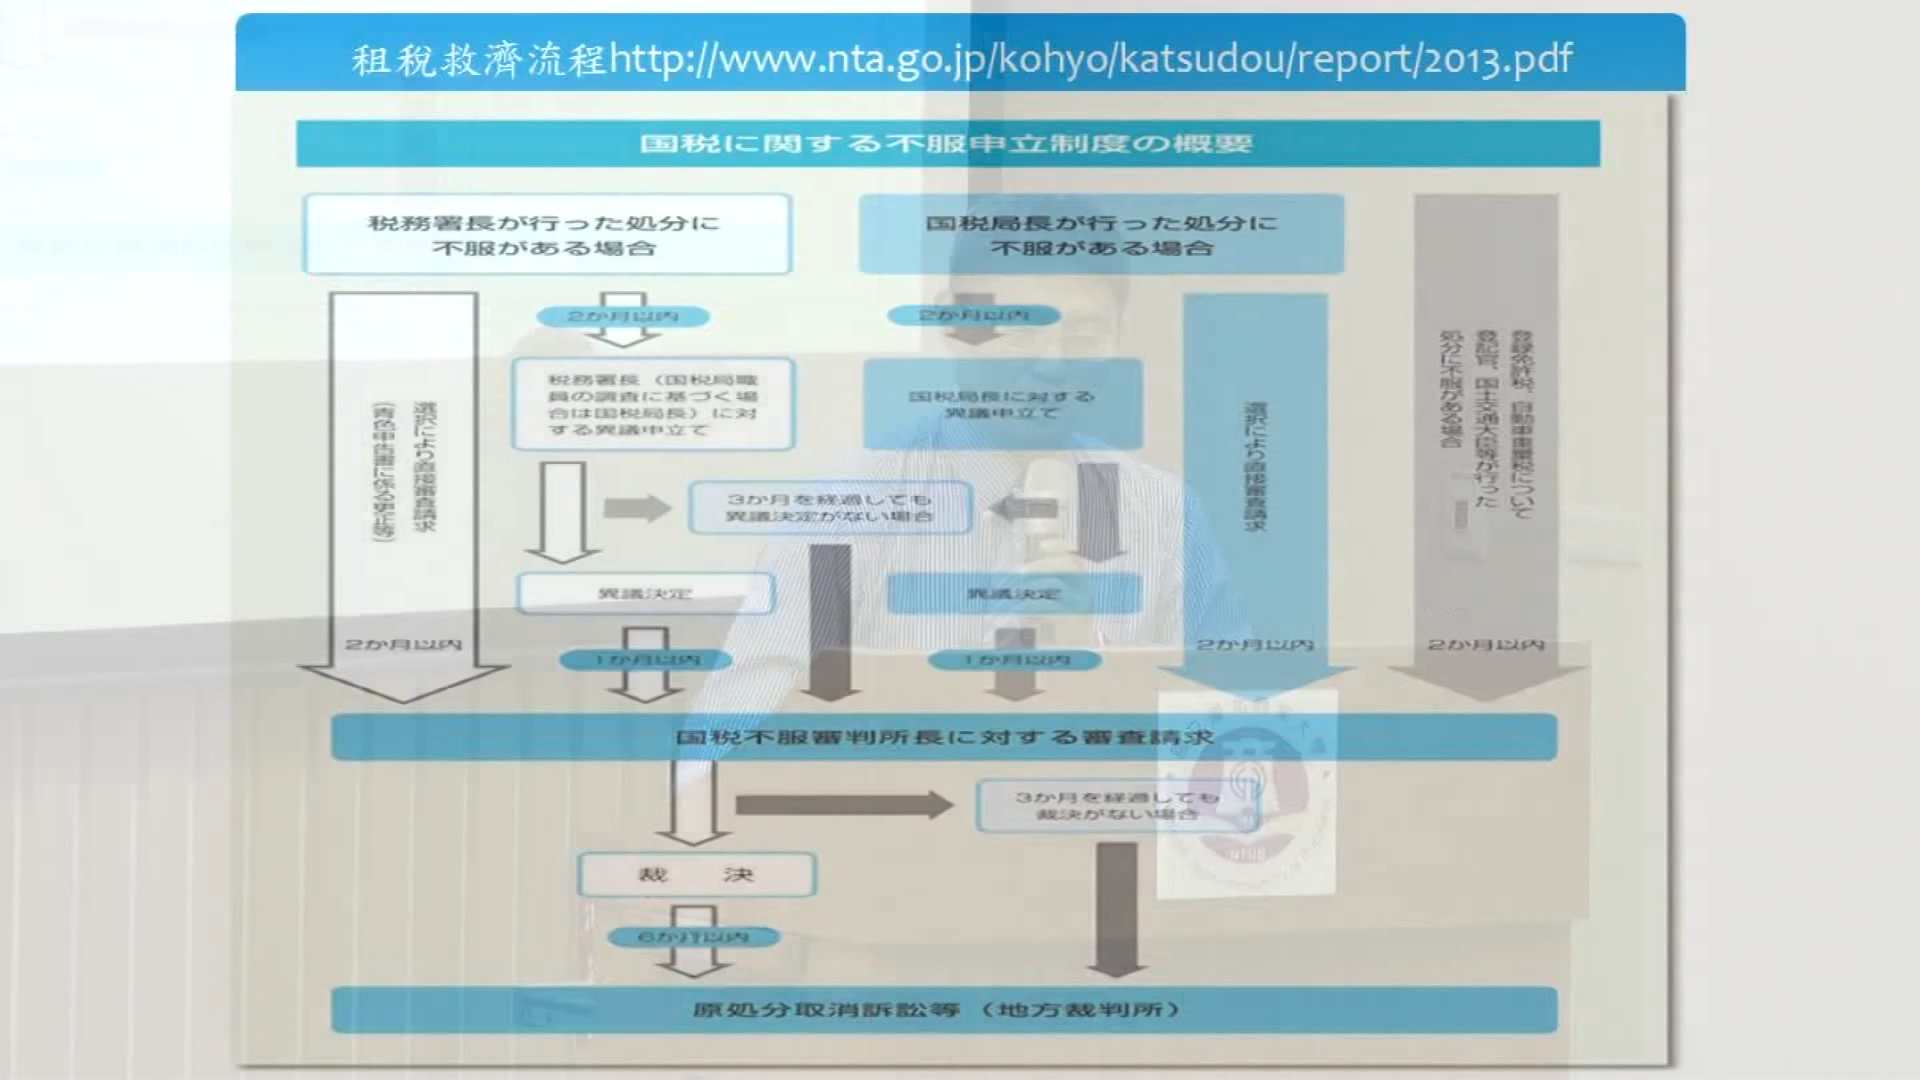 租稅救濟流程http://www.nta.go.jp/kohyo/katsudou/report/2013.pdf
国税に関する不服申立制度の概要
税務署長が行った処分に
不服がある場合
国税局長が行った処分に
不服がある場合
2か月以内
2か月以内
税務署長（国税局職
員の調査に基づく場
合は国税局長）に対
する異議申立て
国税局長に対する
異議申立て
選択により直接審査請求
（青色申告書に係る更正等）
選択により直接審査請求
登録免許税、自動車重量税について
登記官、国土交通大臣等が行った
処分に不服がある場合
3か月を経過しても
異議決定がない場合
異議決定
異議決定
2か月以内
1か月以内
1か月以内
2か月以内
2か月以内
国税不服審判所長に対する審査請求
3か月を経過しても
裁決がない場合
裁　決
6か月以内
原処分取消訴訟等（地方裁判所）